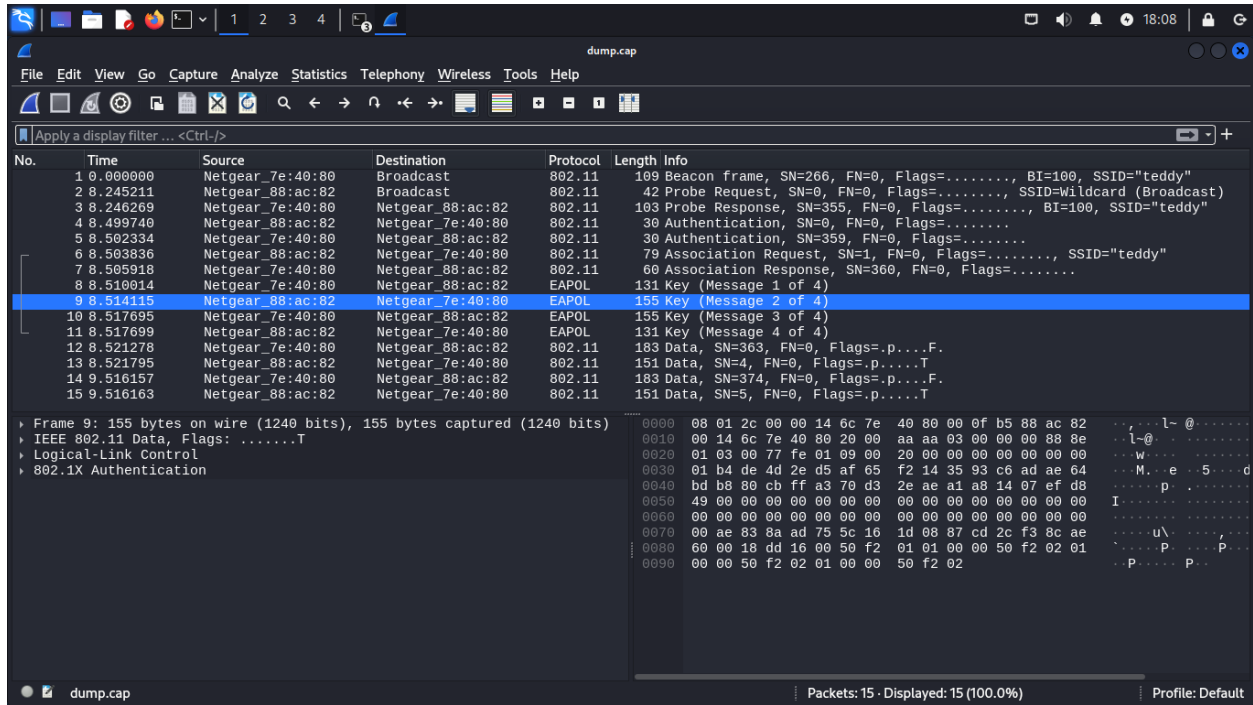 1 2 3 4 18:08
dump.cap
File Edit View Go Capture Analyze Statistics Telephony Wireless Tools Help
Apply a display filter ... <Ctrl-/>
No. Time Source Destination Protocol Length Info
1 0.000000 Netgear_7e:40:80 Broadcast 802.11 109 Beacon frame, SN=266, FN=0, Flags=........, BI=100, SSID="teddy"
2 8.245211 Netgear_88:ac:82 Broadcast 802.11 42 Probe Request, SN=0, FN=0, Flags=........, SSID=Wildcard (Broadcast)
3 8.246269 Netgear_7e:40:80 Netgear_88:ac:82 802.11 103 Probe Response, SN=355, FN=0, Flags=........, BI=100, SSID="teddy"
4 8.499740 Netgear_88:ac:82 Netgear_7e:40:80 802.11 30 Authentication, SN=0, FN=0, Flags=........
5 8.502334 Netgear_7e:40:80 Netgear_88:ac:82 802.11 30 Authentication, SN=359, FN=0, Flags=........
6 8.503836 Netgear_88:ac:82 Netgear_7e:40:80 802.11 79 Association Request, SN=1, FN=0, Flags=........, SSID="teddy"
7 8.505918 Netgear_7e:40:80 Netgear_88:ac:82 802.11 60 Association Response, SN=360, FN=0, Flags=........
8 8.510014 Netgear_7e:40:80 Netgear_88:ac:82 EAPOL 131 Key (Message 1 of 4)
9 8.514115 Netgear_88:ac:82 Netgear_7e:40:80 EAPOL 155 Key (Message 2 of 4)
10 8.517695 Netgear_7e:40:80 Netgear_88:ac:82 EAPOL 155 Key (Message 3 of 4)
11 8.517699 Netgear_88:ac:82 Netgear_7e:40:80 EAPOL 131 Key (Message 4 of 4)
12 8.521278 Netgear_7e:40:80 Netgear_88:ac:82 802.11 183 Data, SN=363, FN=0, Flags=.p....F.
13 8.521795 Netgear_88:ac:82 Netgear_7e:40:80 802.11 151 Data, SN=4, FN=0, Flags=.p.....T
14 9.516157 Netgear_7e:40:80 Netgear_88:ac:82 802.11 183 Data, SN=374, FN=0, Flags=.p....F.
15 9.516163 Netgear_88:ac:82 Netgear_7e:40:80 802.11 151 Data, SN=5, FN=0, Flags=.p.....T
Frame 9: 155 bytes on wire (1240 bits), 155 bytes captured (1240 bits)
IEEE 802.11 Data, Flags: .......T
Logical-Link Control
802.1X Authentication
0000 08 01 2c 00 00 14 6c 7e 40 80 00 0f b5 88 ac 82 ··,···l~ @·······
0010 00 14 6c 7e 40 80 20 00 aa aa 03 00 00 00 88 8e ··l~@· · ········
0020 01 03 00 77 fe 01 09 00 20 00 00 00 00 00 00 00 ···w···· ·······
0030 01 b4 de 4d 2e d5 af 65 f2 14 35 93 c6 ad ae 64 ···M.··e ··5····d
0040 bd b8 80 cb ff a3 70 d3 2e ae a1 a8 14 07 ef d8 ······p· .·······
0050 49 00 00 00 00 00 00 00 00 00 00 00 00 00 00 00 I······· ········
0060 00 00 00 00 00 00 00 00 00 00 00 00 00 00 00 00 ········ ········
0070 00 ae 83 8a ad 75 5c 16 1d 08 87 cd 2c f3 8c ae ·····u\· ····,···
0080 60 00 18 dd 16 00 50 f2 01 01 00 00 50 f2 02 01 `·····P· ····P···
0090 00 00 50 f2 02 01 00 00 50 f2 02 ··P····· P··
dump.cap Packets: 15 · Displayed: 15 (100.0%) Profile: Default